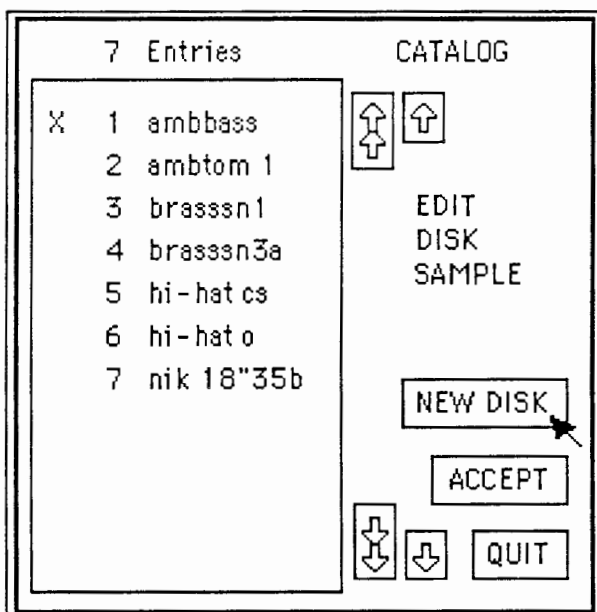 7 Entries
CATALOG
X 1 ambbass
2 ambtom 1
3 brasssn1
4 brasssn3a
5 hi-hat cs
6 hi-hat o
7 nik 18"35b
EDIT
DISK
SAMPLE
NEW DISK
ACCEPT
QUIT